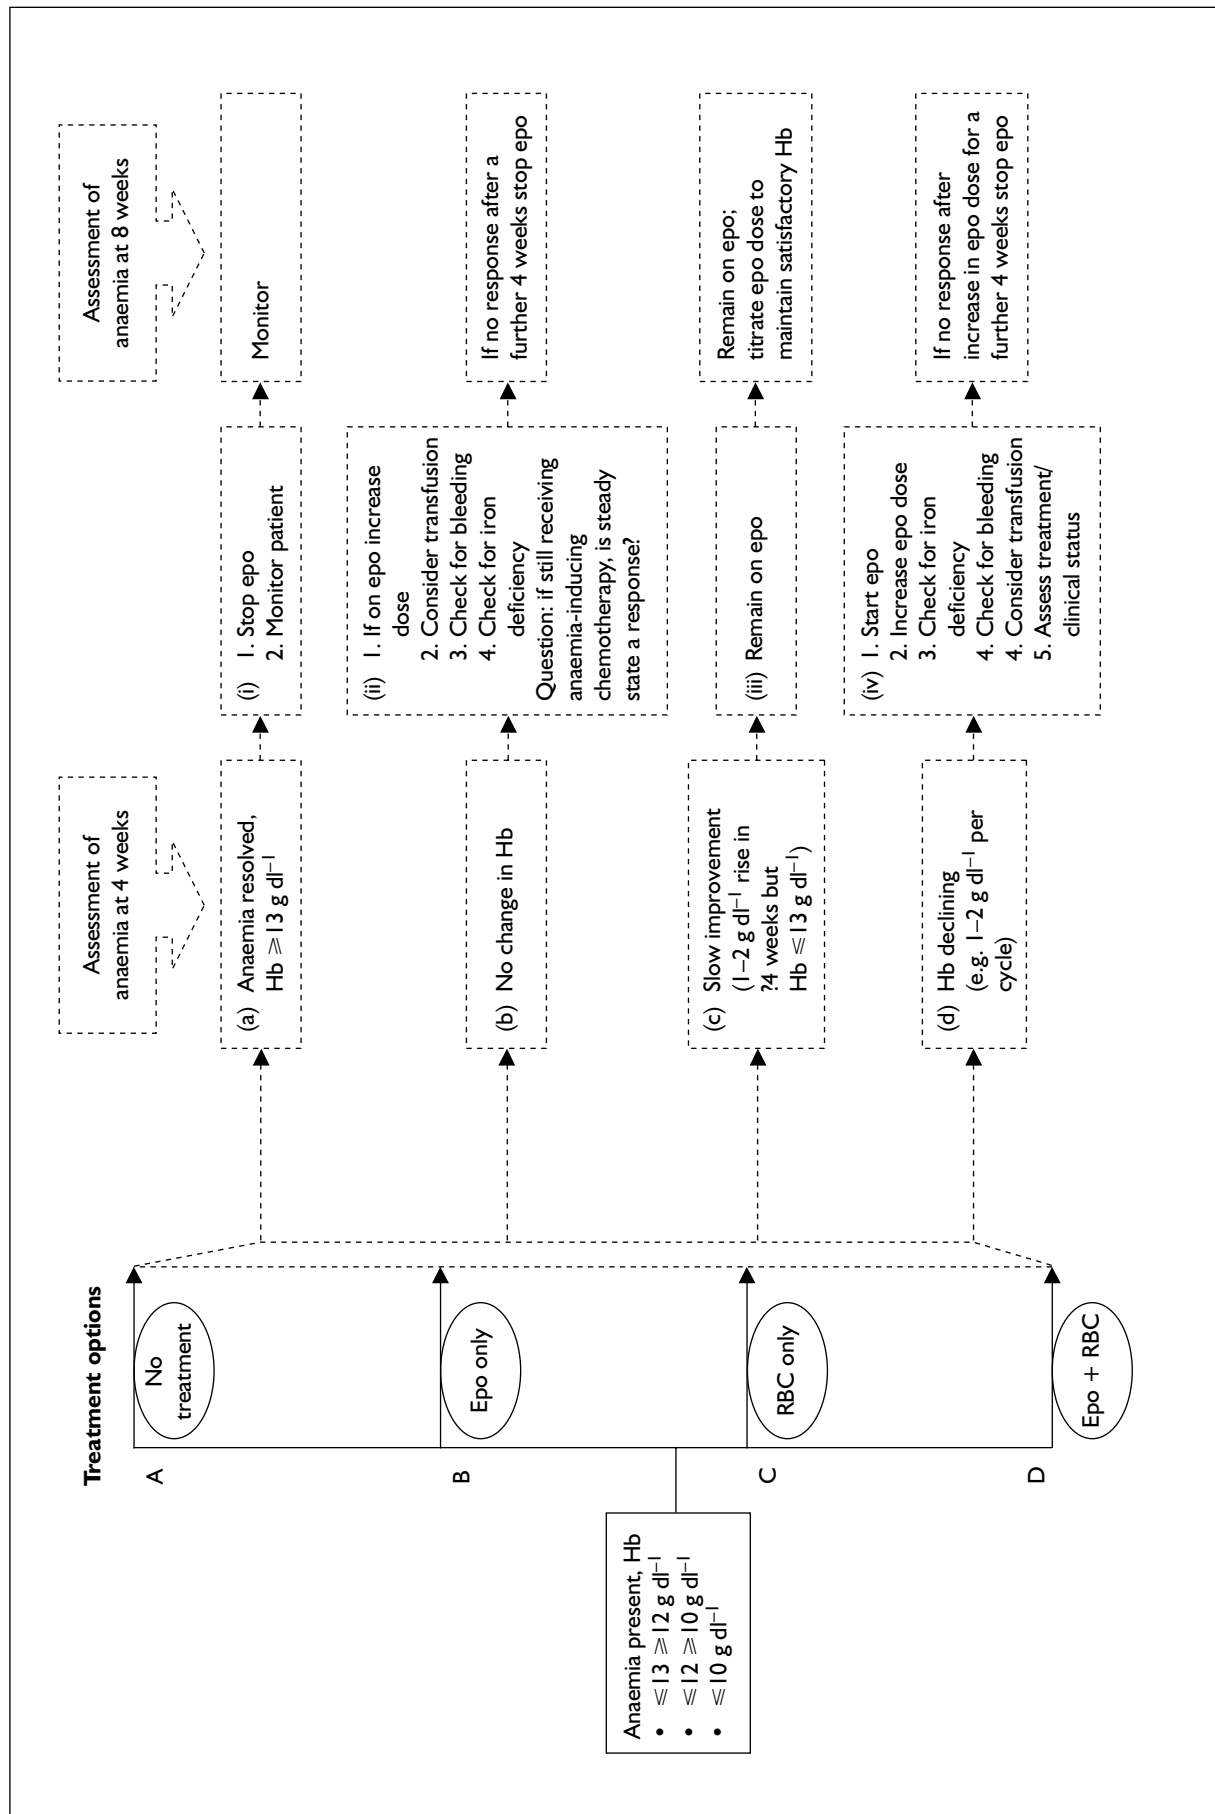 Treatment options
Anaemia present, Hb
• ⩽13 ⩾12 g dl–1
• ⩽12 ⩾10 g dl–1
• ⩽10 g dl–1
A
No
treatment
B
Epo only
C
RBC only
D
Epo + RBC
Assessment of
anaemia at 4 weeks
(a) Anaemia resolved,
Hb ⩾ 13 g dl–1
(b) No change in Hb
(c) Slow improvement
(1–2 g dl–1 rise in
?4 weeks but
Hb ⩽ 13 g dl–1)
(d) Hb declining
(e.g. 1–2 g dl–1 per
cycle)
(i) 1. Stop epo
2. Monitor patient
(ii) 1. If on epo increase
dose
2. Consider transfusion
3. Check for bleeding
4. Check for iron
deficiency
Question: if still receiving
anaemia-inducing
chemotherapy, is steady
state a response?
(iii) Remain on epo
(iv) 1. Start epo
2. Increase epo dose
3. Check for iron
deficiency
4. Check for bleeding
4. Consider transfusion
5. Assess treatment/
clinical status
Assessment of
anaemia at 8 weeks
Monitor
If no response after a
further 4 weeks stop epo
Remain on epo;
titrate epo dose to
maintain satisfactory Hb
If no response after
increase in epo dose for a
further 4 weeks stop epo